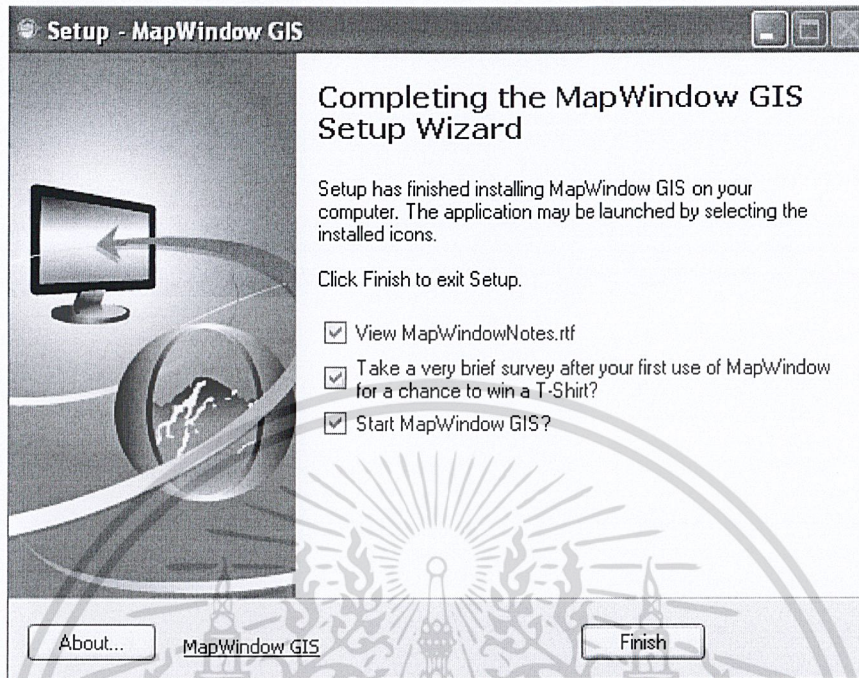 Setup - MapWindow GIS
Completing the MapWindow GIS
Setup Wizard
Setup has finished installing MapWindow GIS on your
computer. The application may be launched by selecting the
installed icons.
Click Finish to exit Setup.
View MapWindowNotes.rtf
Take a very brief survey after your first use of MapWindow
for a chance to win a T-Shirt?
Start MapWindow GIS?
About...
MapWindow GIS
Finish